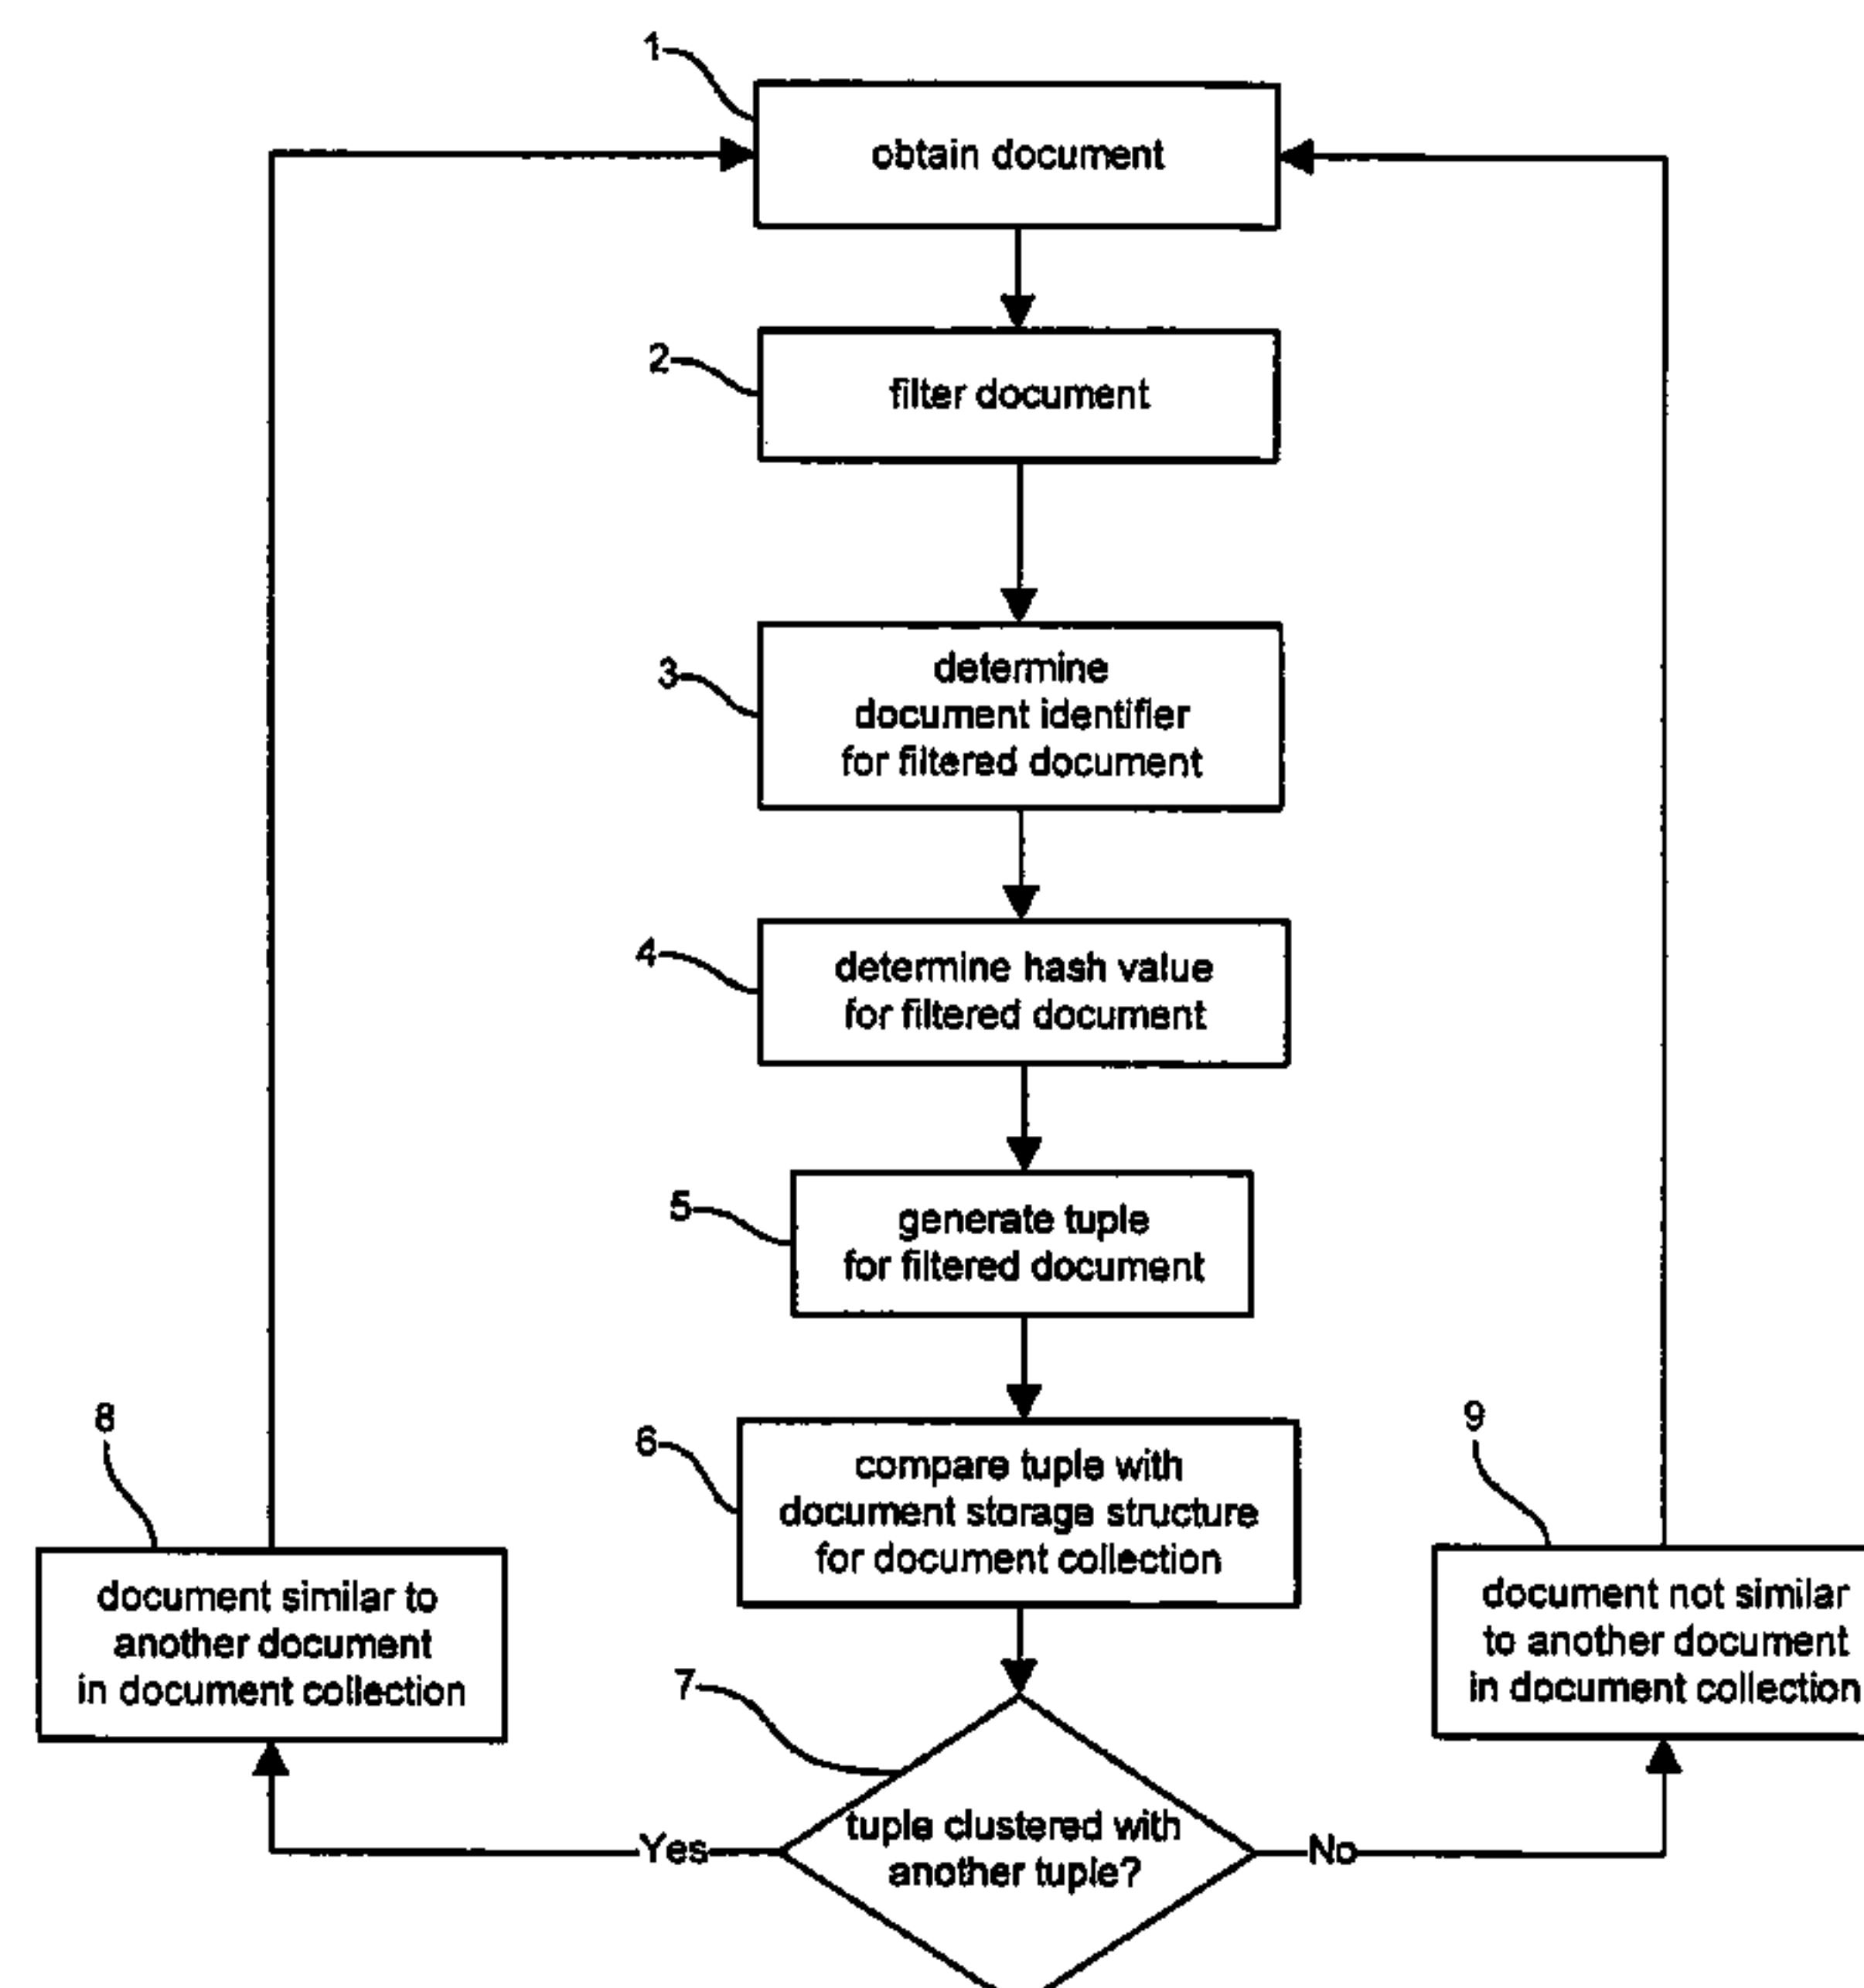 1
obtain document
2
filter document
3
determine
document identifier
for filtered document
4
determine hash value
for filtered document
5
generate tuple
for filtered document
6
compare tuple with
document storage structure
for document collection
8
document similar to
another document
in document collection
9
document not similar
to another document
in document collection
7
tuple clustered with
another tuple?
Yes
No